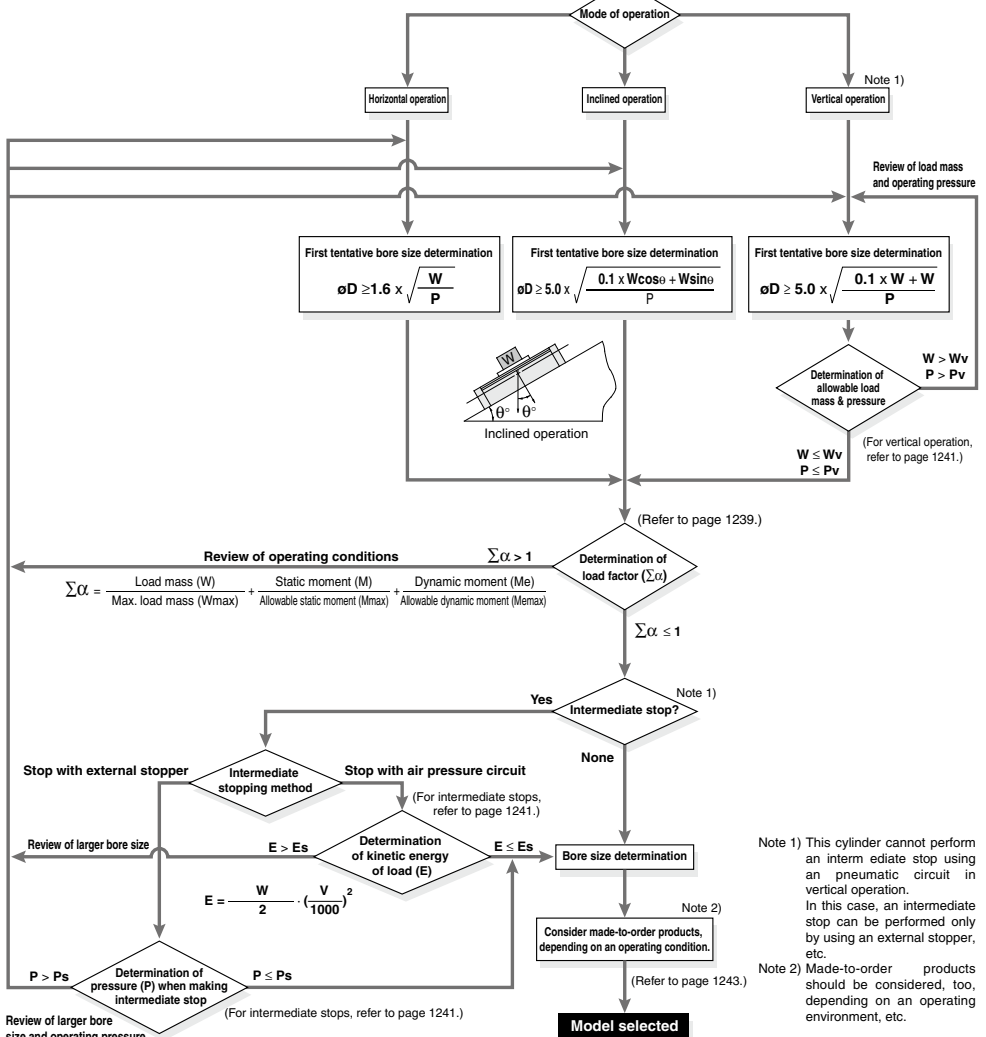 Mode of operation
Note 1)
Horizontal operation
Inclined operation
Vertical operation
Review of load mass
and operating pressure
First tentative bore size determination
øD ≥1.6 x √ W
P
First tentative bore size determination
øD ≥ 5.0 x √ 0.1 x Wcosθ + Wsinθ
P
First tentative bore size determination
øD ≥ 5.0 x √ 0.1 x W + W
P
W
θ° θ°
Inclined operation
Determination of
allowable load
mass & pressure
W > Wv
P > Pv
(For vertical operation,
refer to page 1241.)
W ≤ Wv
P ≤ Pv
(Refer to page 1239.)
Review of operating conditions
∑α > 1
Determination of
load factor (∑α)
∑α = Load mass (W) + Static moment (M) + Dynamic moment (Me)
Max. load mass (Wmax) Allowable static moment (Mmax) Allowable dynamic moment (Memax)
∑α ≤ 1
Yes
Note 1)
Intermediate stop?
None
Stop with external stopper
Intermediate
stopping method
Stop with air pressure circuit
(For intermediate stops,
refer to page 1241.)
Review of larger bore size
E > Es
Determination
of kinetic energy
of load (E)
E ≤ Es
Bore size determination
E = W · ( V )2
2 1000
Note 2)
Consider made-to-order products,
depending on an operating condition.
P > Ps
Determination of
pressure (P) when making
intermediate stop
P ≤ Ps
(Refer to page 1243.)
(For intermediate stops, refer to page 1241.)
Review of larger bore
size and operating pressure
Model selected
Note 1) This cylinder cannot perform
an interm ediate stop using
an pneumatic circuit in
vertical operation.
In this case, an intermediate
stop can be performed only
by using an external stopper,
etc.
Note 2) Made-to-order products
should be considered, too,
depending on an operating
environment, etc.